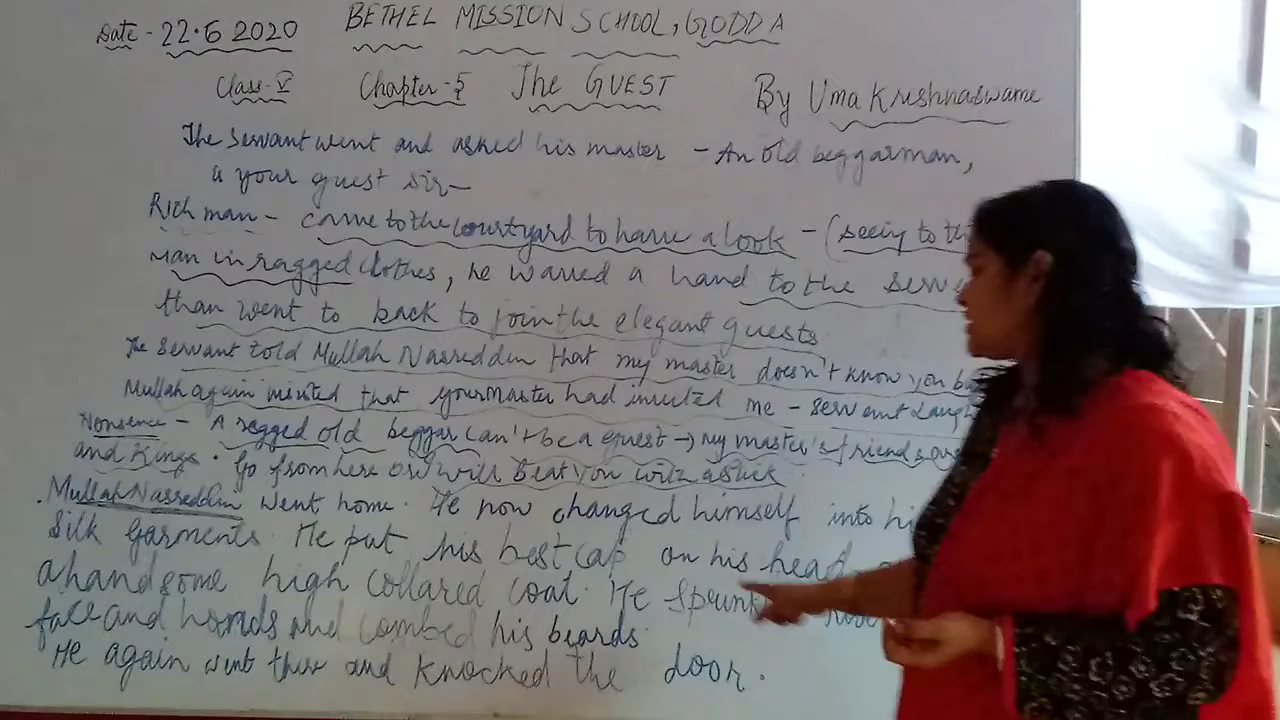 Date - 22·6 2020 BETHEL MISSION SCHOOL, GODDA
Class-V Chapter-5 The GUEST By Uma Krishnaswame
The servant went and asked his master - An old beggarman,
is your guest sir-
Rich man - came to the courtyard to have a look - (seeing to the
man in ragged clothes, he waved a hand to the serv
than went to back to join the elegant guests
The servant told Mullah Nasreddin that my master doesn't know you bu
Mullah again insisted that your master had invited me - servant laugh
Nonsence - A ragged old beggar can't be a guest → my master's friends are
and Kings. Go from here or I will beat you with a stick
. Mullah Nasreddin went home. He now changed himself into hi
Silk Garments. He put his best cap on his head
a handsome high collared coat. He sprunk
face and hands and combed his beards.
He again went there and knocked the door.